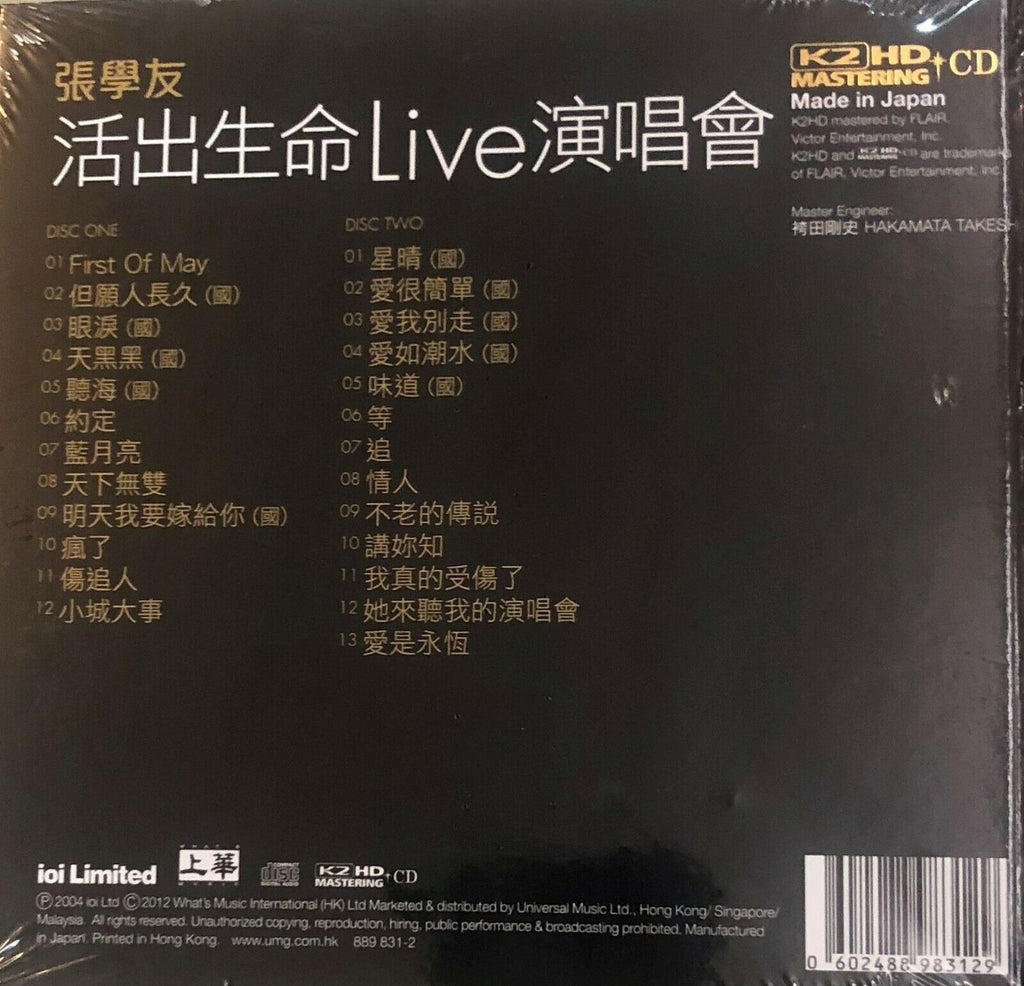 張學友
活出生命Live演唱會
K2HD MASTERING +CD
Made in Japan
K2HD mastered by FLAIR,
Victor Entertainment, Inc.
K2HD and K2HD MASTERING +CD are trademarks
of FLAIR, Victor Entertainment, Inc.
Master Engineer:
袴田剛史 HAKAMATA TAKESH
DISC ONE
01 First Of May
02 但願人長久 (國)
03 眼淚 (國)
04 天黑黑 (國)
05 聽海 (國)
06 約定
07 藍月亮
08 天下無雙
09 明天我要嫁給你 (國)
10 瘋了
11 傷追人
12 小城大事
DISC TWO
01 星晴 (國)
02 愛很簡單 (國)
03 愛我別走 (國)
04 愛如潮水 (國)
05 味道 (國)
06 等
07 追
08 情人
09 不老的傳説
10 講妳知
11 我真的受傷了
12 她來聽我的演唱會
13 愛是永恆
ioi Limited
WHAT'S
上華
MUSIC
COMPACT
disc
DIGITAL AUDIO
K2HD MASTERING +CD
Ⓟ2004 ioi Ltd Ⓒ2012 What's Music International (HK) Ltd Marketed & distributed by Universal Music Ltd., Hong Kong/ Singapore/
Malaysia. All rights reserved. Unauthorized copying, reproduction, hiring, public performance & broadcasting prohibited. Manufactured
in Japan. Printed in Hong Kong. www.umg.com.hk 889 831-2
0 602488 983129